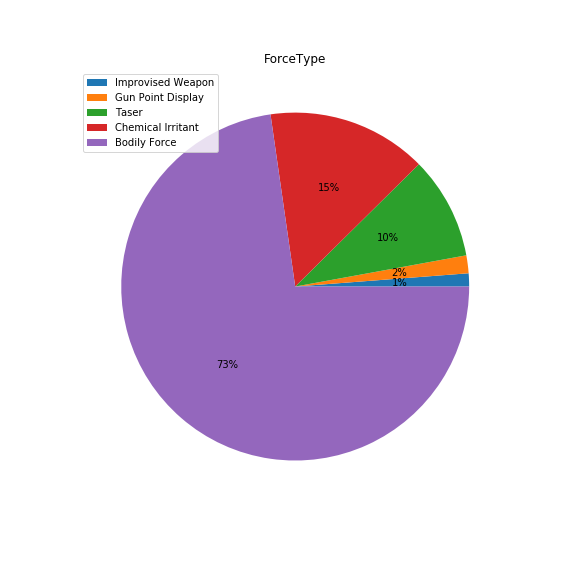 ForceType
Improvised Weapon
Gun Point Display
Taser
Chemical Irritant
Bodily Force
15%
10%
2%
1%
73%